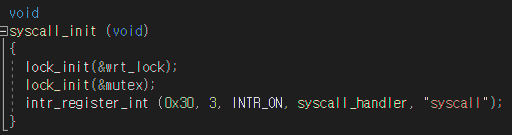 void
syscall_init (void)
{
lock_init(&wrt_lock);
lock_init(&mutex);
intr_register_int (0x30, 3, INTR_ON, syscall_handler, "syscall");
}